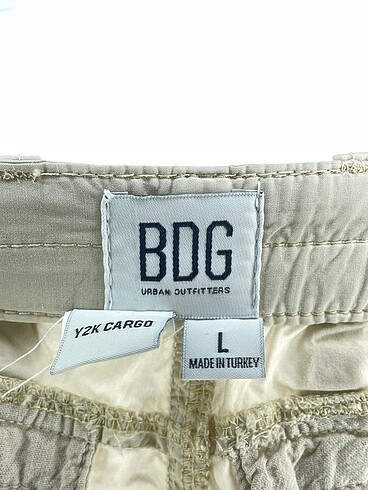 BDG
URBAN OUTFITTERS
Y2K CARGO
L
MADE IN TURKEY